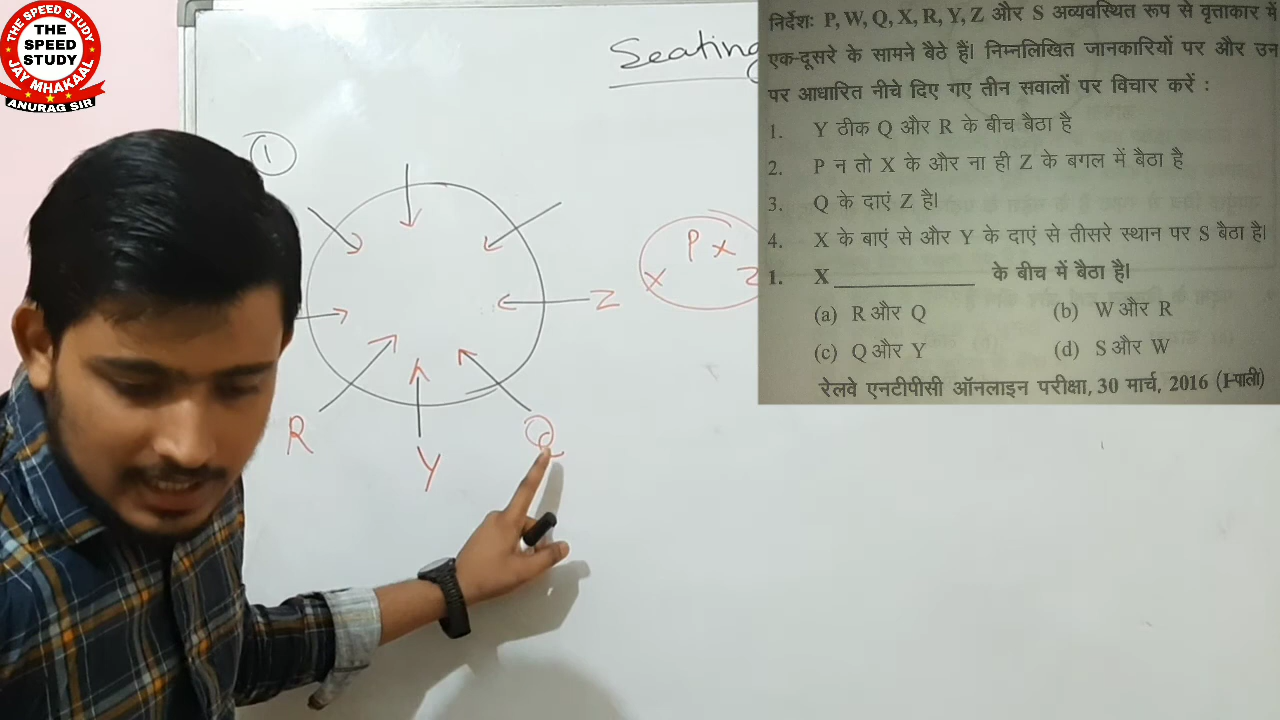 THE SPEED STUDY
THE
SPEED
STUDY
JAY MHAKAAL
ANURAG SIR
Seating
1
Z
R
Y
Q
P X
X
Z
निर्देशः P, W, Q, X, R, Y, Z और S अव्यवस्थित रूप से वृत्ताकार में
एक-दूसरे के सामने बैठे हैं। निम्नलिखित जानकारियों पर और उन
पर आधारित नीचे दिए गए तीन सवालों पर विचार करें :
1. Y ठीक Q और R के बीच बैठा है
2. P न तो X के और ना ही Z के बगल में बैठा है
3. Q के दाएं Z है।
4. X के बाएं से और Y के दाएं से तीसरे स्थान पर S बैठा है।
1. X ____________ के बीच में बैठा है।
(a) R और Q (b) W और R
(c) Q और Y (d) S और W
रेलवे एनटीपीसी ऑनलाइन परीक्षा, 30 मार्च, 2016 (I-पाली)